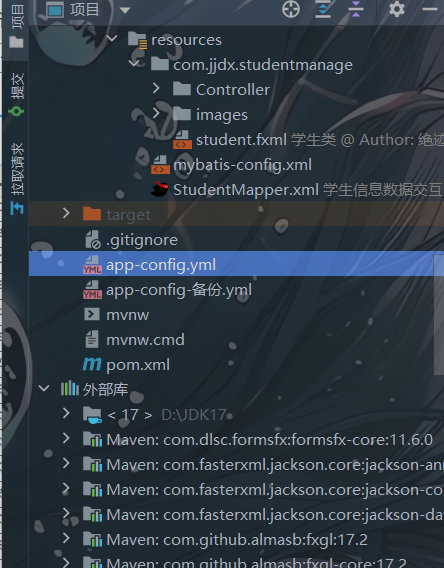 项目
项目
resources
com.jjdx.studentmanage
提交
Controller
images
student.fxml 学生类 @ Author: 绝迹
拉取请求
mybatis-config.xml
StudentMapper.xml 学生信息数据交互
target
.gitignore
app-config.yml
app-config-备份.yml
mvnw
mvnw.cmd
pom.xml
外部库
< 17 > D:\JDK17
Maven: com.dlsc.formsfx:formsfx-core:11.6.0
Maven: com.fasterxml.jackson.core:jackson-ann
Maven: com.fasterxml.jackson.core:jackson-co
Maven: com.fasterxml.jackson.core:jackson-da
Maven: com.github.almasb:fxgl:17.2
Maven: com.github.almasb:fxgl-core:17.2